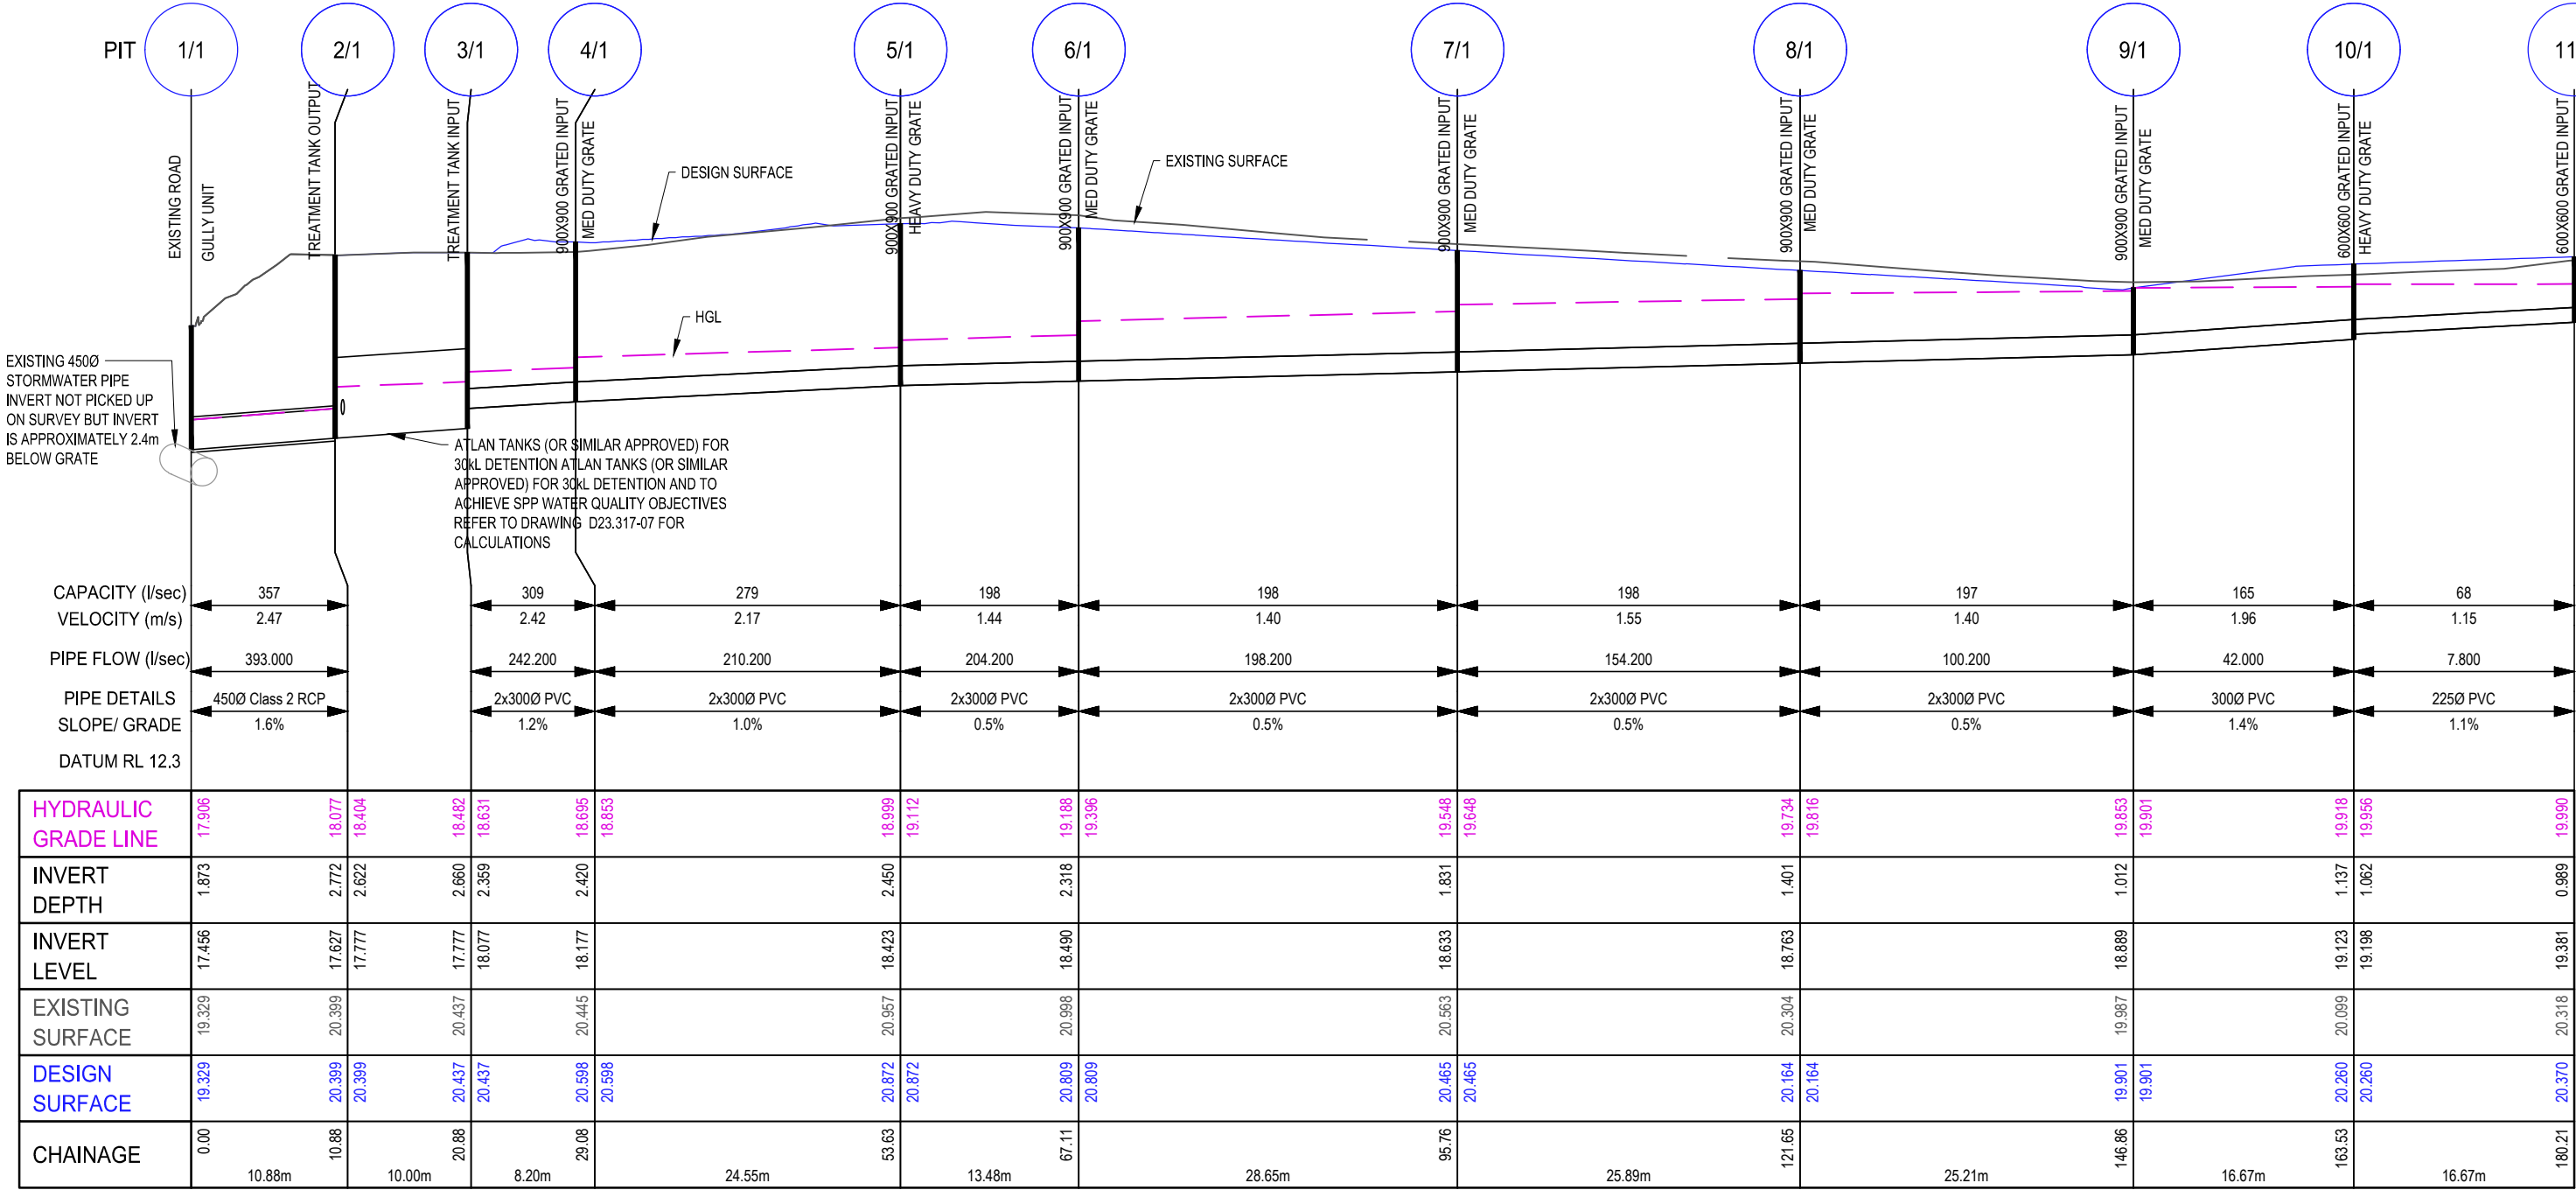 PIT
1/1
2/1
3/1
4/1
5/1
6/1
7/1
8/1
9/1
10/1
11
EXISTING ROAD
GULLY UNIT
TREATMENT TANK OUTPUT
TREATMENT TANK INPUT
900X900 GRATED INPUT
MED DUTY GRATE
900X900 GRATED INPUT
HEAVY DUTY GRATE
900X900 GRATED INPUT
MED DUTY GRATE
900X900 GRATED INPUT
MED DUTY GRATE
900X900 GRATED INPUT
MED DUTY GRATE
900X900 GRATED INPUT
MED DUTY GRATE
600X600 GRATED INPUT
HEAVY DUTY GRATE
600X600 GRATED INPUT
DESIGN SURFACE
EXISTING SURFACE
HGL
EXISTING 450Ø
STORMWATER PIPE
INVERT NOT PICKED UP
ON SURVEY BUT INVERT
IS APPROXIMATELY 2.4m
BELOW GRATE
ATLAN TANKS (OR SIMILAR APPROVED) FOR
30kL DETENTION ATLAN TANKS (OR SIMILAR
APPROVED) FOR 30kL DETENTION AND TO
ACHIEVE SPP WATER QUALITY OBJECTIVES
REFER TO DRAWING D23.317-07 FOR
CALCULATIONS
CAPACITY (l/sec) 357 309 279 198 198 198 197 165 68
VELOCITY (m/s) 2.47 2.42 2.17 1.44 1.40 1.55 1.40 1.96 1.15
PIPE FLOW (l/sec) 393.000 242.200 210.200 204.200 198.200 154.200 100.200 42.000 7.800
PIPE DETAILS 450Ø Class 2 RCP 2x300Ø PVC 2x300Ø PVC 2x300Ø PVC 2x300Ø PVC 2x300Ø PVC 2x300Ø PVC 300Ø PVC 225Ø PVC
SLOPE/ GRADE 1.6% 1.2% 1.0% 0.5% 0.5% 0.5% 0.5% 1.4% 1.1%
DATUM RL 12.3
HYDRAULIC
GRADE LINE
17.906 18.077 18.404 18.482 18.631 18.695 18.853 18.999 19.112 19.188 19.396 19.548 19.648 19.734 19.816 19.853 19.901 19.918 19.956 19.990
INVERT
DEPTH
1.873 2.772 2.622 2.660 2.359 2.420 2.450 2.318 1.831 1.401 1.012 1.137 1.062 0.989
INVERT
LEVEL
17.456 17.627 17.777 17.777 18.077 18.177 18.423 18.490 18.633 18.763 18.889 19.123 19.198 19.381
EXISTING
SURFACE
19.329 20.399 20.437 20.445 20.957 20.998 20.563 20.304 19.987 20.099 20.318
DESIGN
SURFACE
19.329 20.399 20.399 20.437 20.437 20.598 20.598 20.872 20.872 20.809 20.809 20.465 20.465 20.164 20.164 19.901 19.901 20.260 20.260 20.370
CHAINAGE
0.00 10.88 20.88 29.08 53.63 67.11 95.76 121.65 146.86 163.53 180.21
10.88m 10.00m 8.20m 24.55m 13.48m 28.65m 25.89m 25.21m 16.67m 16.67m